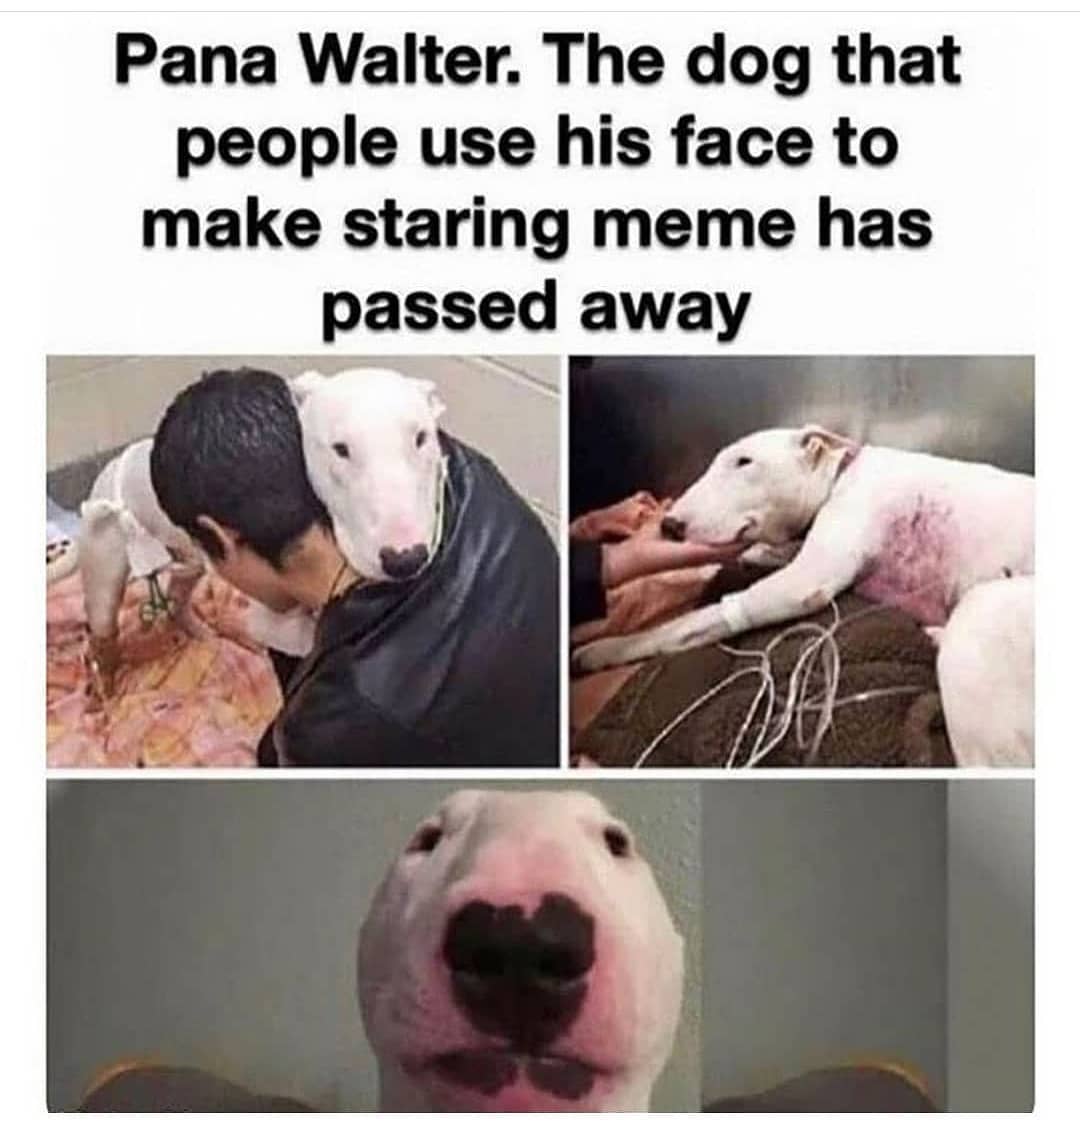 Pana Walter. The dog that
people use his face to
make staring meme has
passed away